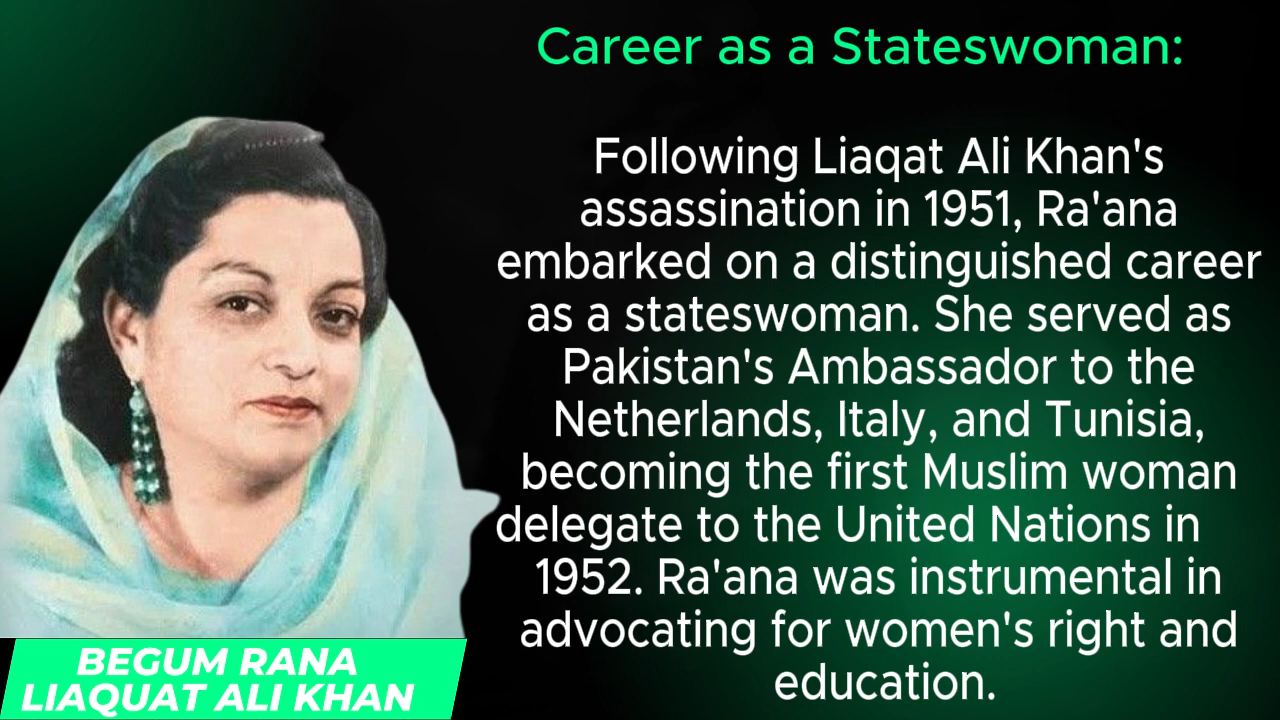 Career as a Stateswoman:
Following Liaqat Ali Khan's
assassination in 1951, Ra'ana
embarked on a distinguished career
as a stateswoman. She served as
Pakistan's Ambassador to the
Netherlands, Italy, and Tunisia,
becoming the first Muslim woman
delegate to the United Nations in
1952. Ra'ana was instrumental in
advocating for women's right and
education.
BEGUM RANA
LIAQUAT ALI KHAN